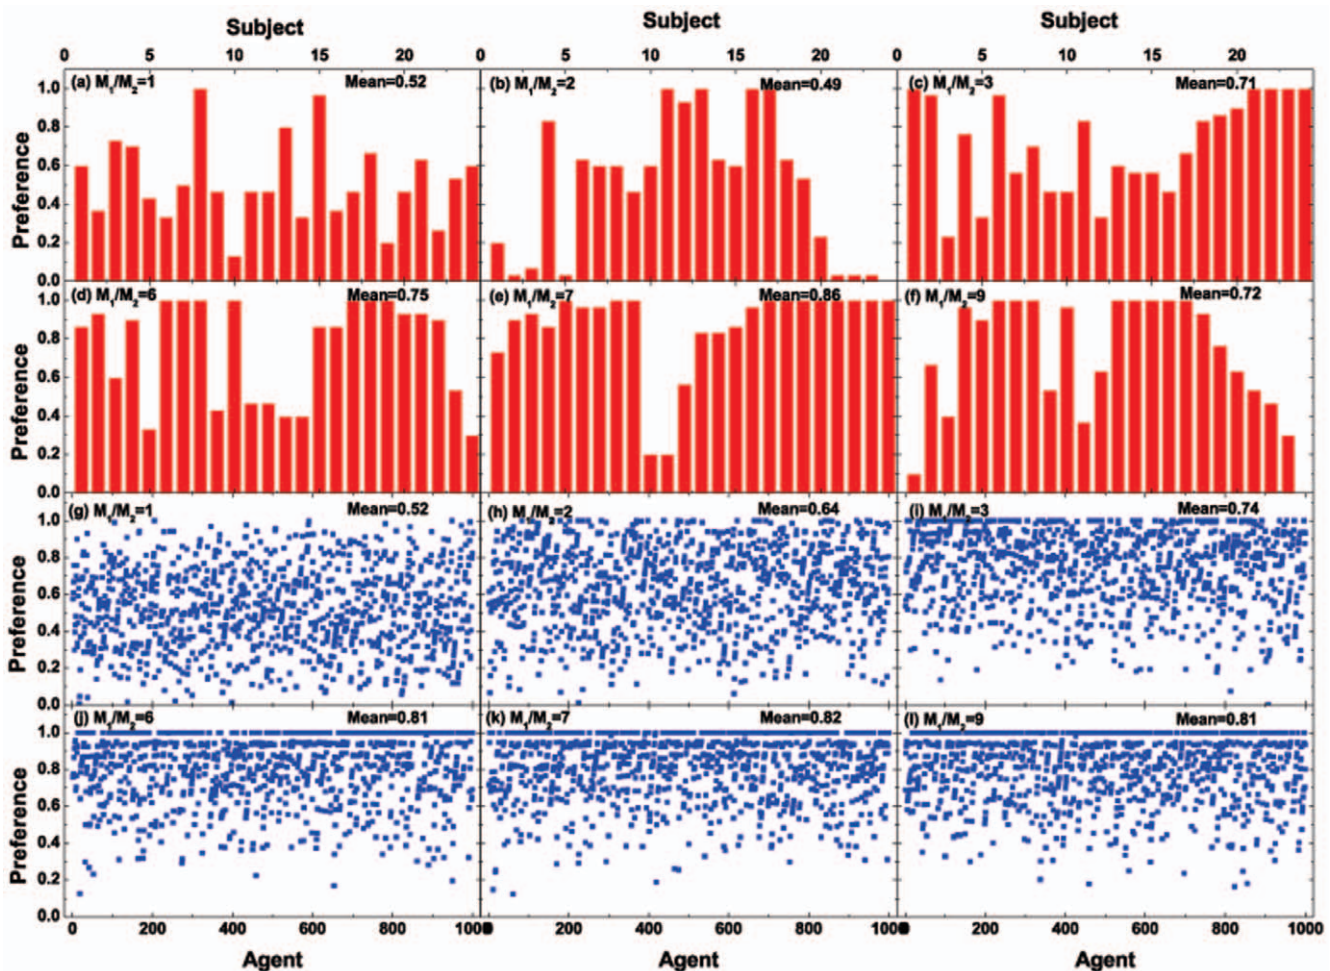 Subject Subject Subject
0 5 10 15 20 0 5 10 15 20 0 5 10 15 20
(a) M1/M2=1 Mean=0.52 (b) M1/M2=2 Mean=0.49 (c) M1/M2=3 Mean=0.71
1.0
0.8
0.6
0.4
0.2
0.0
Preference
(d) M1/M2=6 Mean=0.75 (e) M1/M2=7 Mean=0.86 (f) M1/M2=9 Mean=0.72
1.0
0.8
0.6
0.4
0.2
0.0
Preference
(g) M1/M2=1 Mean=0.52 (h) M1/M2=2 Mean=0.64 (i) M1/M2=3 Mean=0.74
1.0
0.8
0.6
0.4
0.2
0.0
Preference
(j) M1/M2=6 Mean=0.81 (k) M1/M2=7 Mean=0.82 (l) M1/M2=9 Mean=0.81
1.0
0.8
0.6
0.4
0.2
0.0
Preference
0 200 400 600 800 1000 200 400 600 800 1000 200 400 600 800 1000
Agent Agent Agent